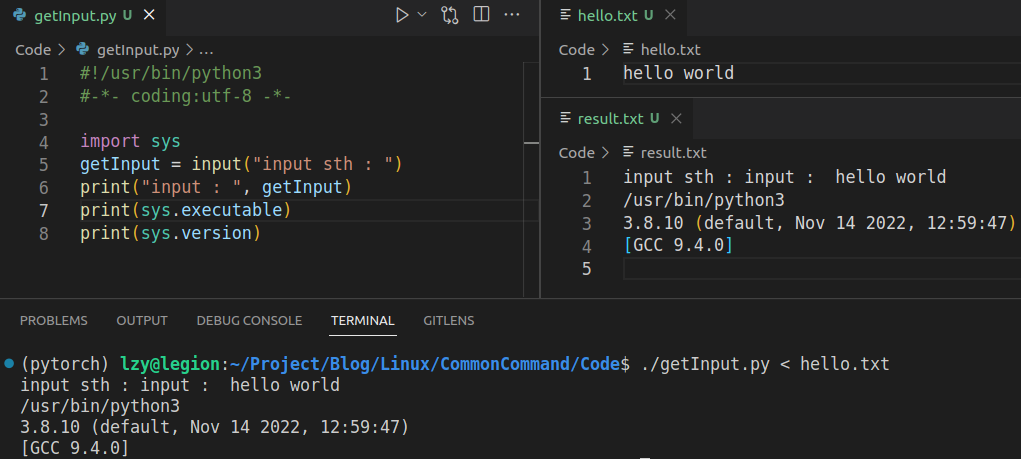 getInput.py U
Code > getInput.py > ...
1 #!/usr/bin/python3
2 #-*- coding:utf-8 -*-
3
4 import sys
5 getInput = input("input sth : ")
6 print("input : ", getInput)
7 print(sys.executable)
8 print(sys.version)
hello.txt U
Code > hello.txt
1 hello world
result.txt U
Code > result.txt
1 input sth : input :  hello world
2 /usr/bin/python3
3 3.8.10 (default, Nov 14 2022, 12:59:47)
4 [GCC 9.4.0]
5
PROBLEMS OUTPUT DEBUG CONSOLE TERMINAL GITLENS
(pytorch) lzy@legion:~/Project/Blog/Linux/CommonCommand/Code$ ./getInput.py < hello.txt
input sth : input :  hello world
/usr/bin/python3
3.8.10 (default, Nov 14 2022, 12:59:47)
[GCC 9.4.0]